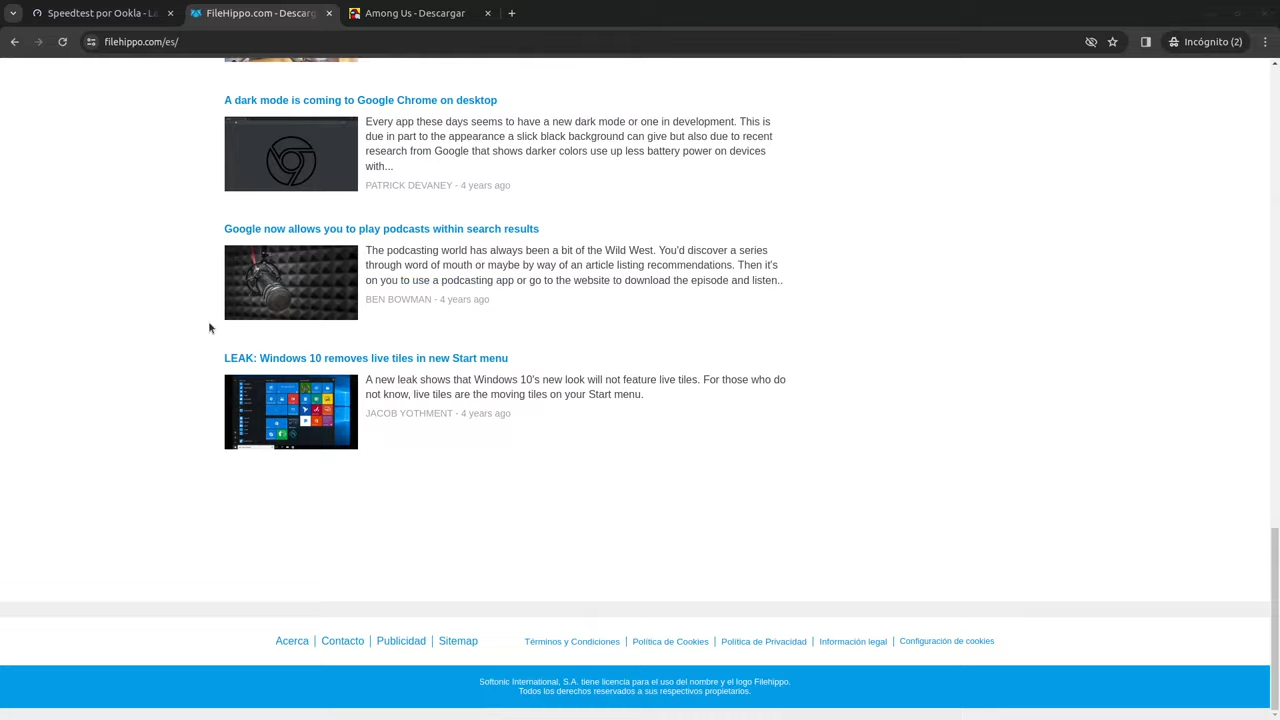 Speedtest por Ookla - La
FileHippo.com - Descarg
7 Years - Descargar
filehippo.com/es/
Incógnito (2)
A dark mode is coming to Google Chrome on desktop
Every app these days seems to have a new dark mode or one in development. This is
due in part to the appearance a slick black background can give but also due to recent
research from Google that shows darker colors use up less battery power on devices
with...
PATRICK DEVANEY - 4 years ago
Google now allows you to play podcasts within search results
The podcasting world has always been a bit of the Wild West. You'd discover a series
through word of mouth or maybe by way of an article listing recommendations. Then it's
on you to use a podcasting app or go to the website to download the episode and listen..
BEN BOWMAN - 4 years ago
LEAK: Windows 10 removes live tiles in new Start menu
A new leak shows that Windows 10's new look will not feature live tiles. For those who do
not know, live tiles are the moving tiles on your Start menu.
JACOB YOTHMENT - 4 years ago
Acerca | Contacto | Publicidad | Sitemap
Términos y Condiciones | Política de Cookies | Política de Privacidad | Información legal | Configuración de cookies
Softonic International, S.A. tiene licencia para el uso del nombre y el logo Filehippo.
Todos los derechos reservados a sus respectivos propietarios.